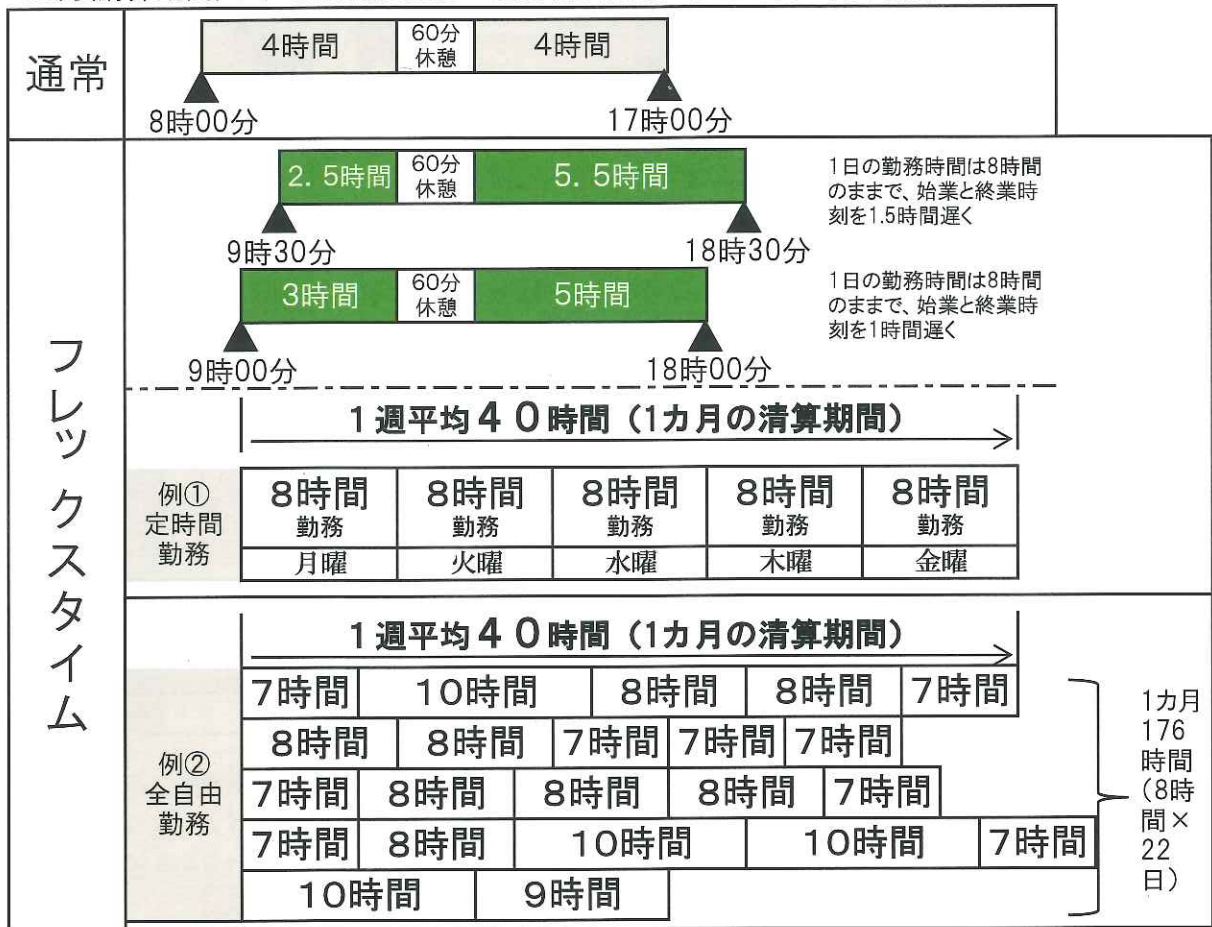 通常
4時間 60分 4時間
休憩
8時00分 17時00分
フレックスタイム
2. 5時間 60分 5. 5時間
休憩
9時30分 18時30分
1日の勤務時間は8時間
のままで、始業と終業時
刻を1.5時間遅く
3時間 60分 5時間
休憩
9時00分 18時00分
1日の勤務時間は8時間
のままで、始業と終業時
刻を1時間遅く
1週平均40時間(1カ月の清算期間)
例①
定時間
勤務
8時間 8時間 8時間 8時間 8時間
勤務 勤務 勤務 勤務 勤務
月曜 火曜 水曜 木曜 金曜
1週平均40時間(1カ月の清算期間)
例②
全自由
勤務
7時間 10時間 8時間 8時間 7時間
8時間 8時間 7時間 7時間 7時間
7時間 8時間 8時間 8時間 7時間
7時間 8時間 10時間 10時間 7時間
10時間 9時間
1カ月
176
時間
(8時
間×
22
日)